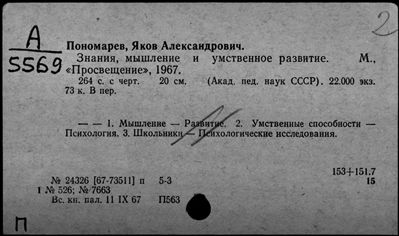 2
А
5569
Пономарев, Яков Александрович.
Знания, мышление и умственное развитие. М.,
«Просвещение», 1967.
264 с. с черт. 20 см. (Акад. пед. наук СССР). 22.000 экз.
73 к. В пер.
— — 1. Мышление — Развитие. 2. Умственные способности —
Психология. 3. Школьники — Психологические исследования.
153+151.7
№ 24326 [67-73511] п 5-3 15
1 № 526; № 7663
Вс. кн. пал. 11 IX 67 П563
П